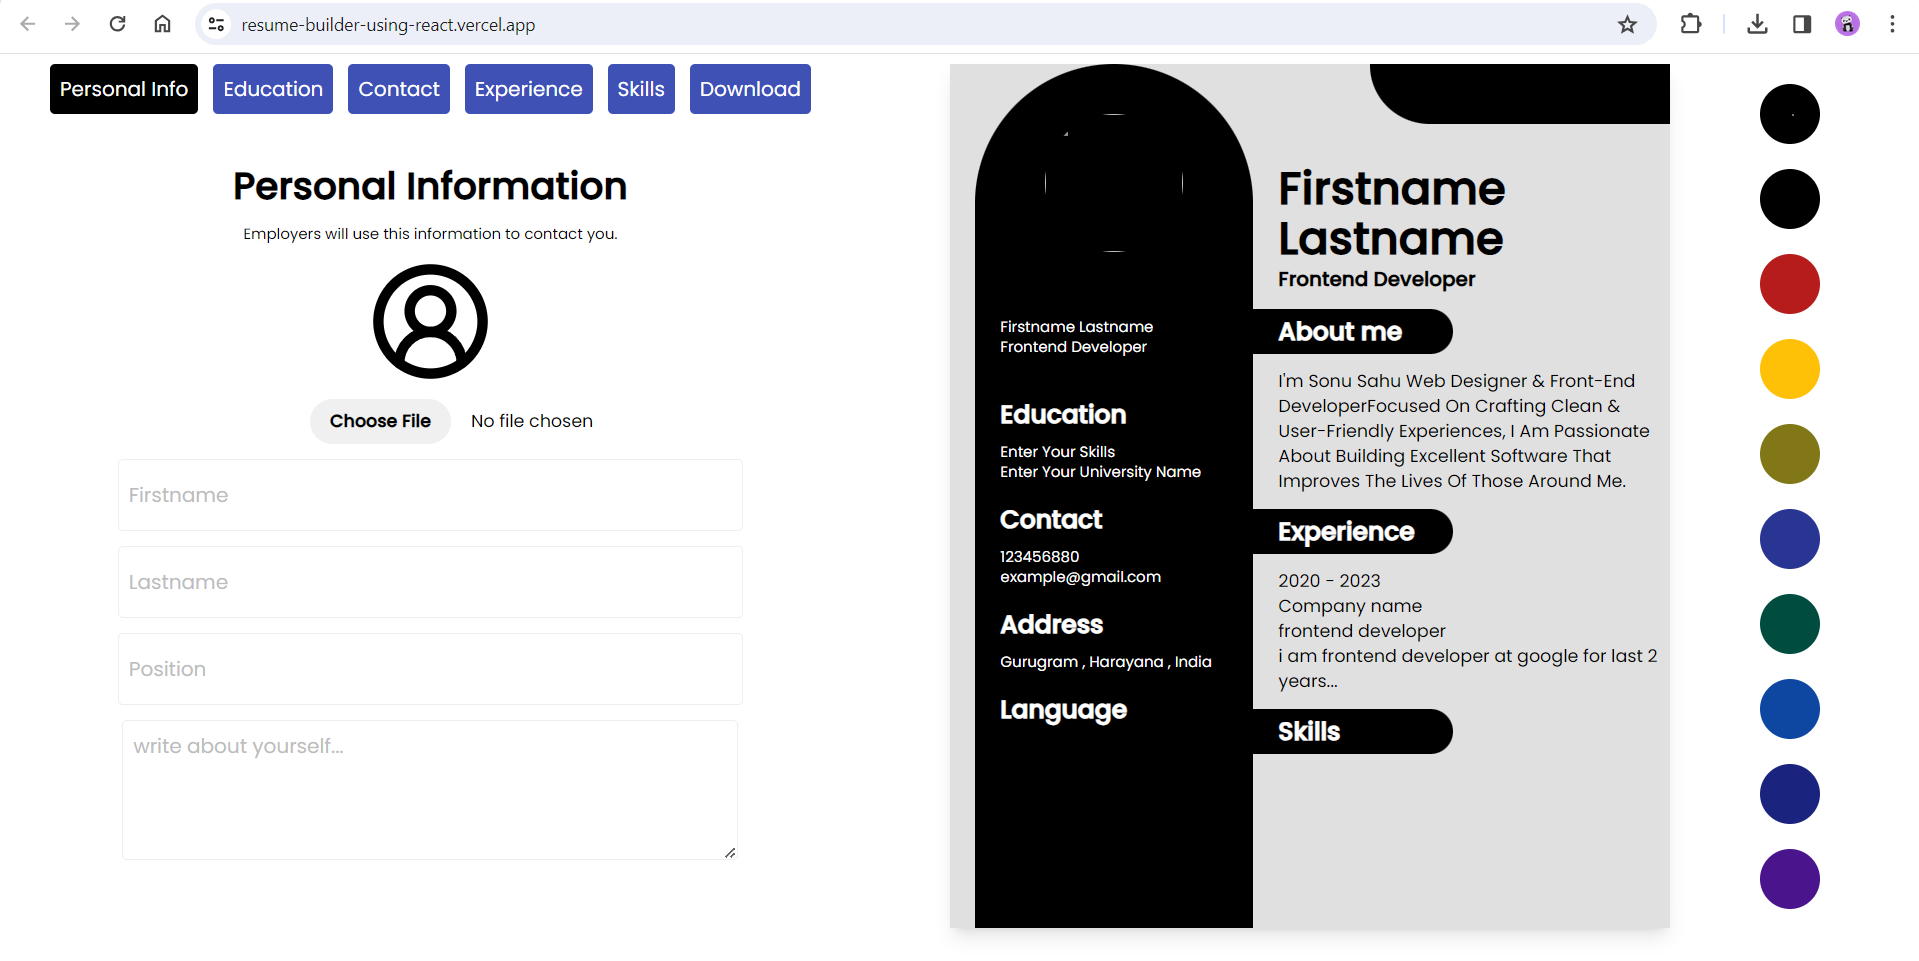 resume-builder-using-react.vercel.app
Personal Info
Education
Contact
Experience
Skills
Download
Personal Information
Employers will use this information to contact you.
Choose File
No file chosen
Firstname
Lastname
Position
write about yourself...
Firstname Lastname
Frontend Developer
Education
Enter Your Skills
Enter Your University Name
Contact
123456880
example@gmail.com
Address
Gurugram , Harayana , India
Language
Firstname
Lastname
Frontend Developer
About me
I'm Sonu Sahu Web Designer & Front-End
DeveloperFocused On Crafting Clean &
User-Friendly Experiences, I Am Passionate
About Building Excellent Software That
Improves The Lives Of Those Around Me.
Experience
2020 - 2023
Company name
frontend developer
i am frontend developer at google for last 2
years...
Skills